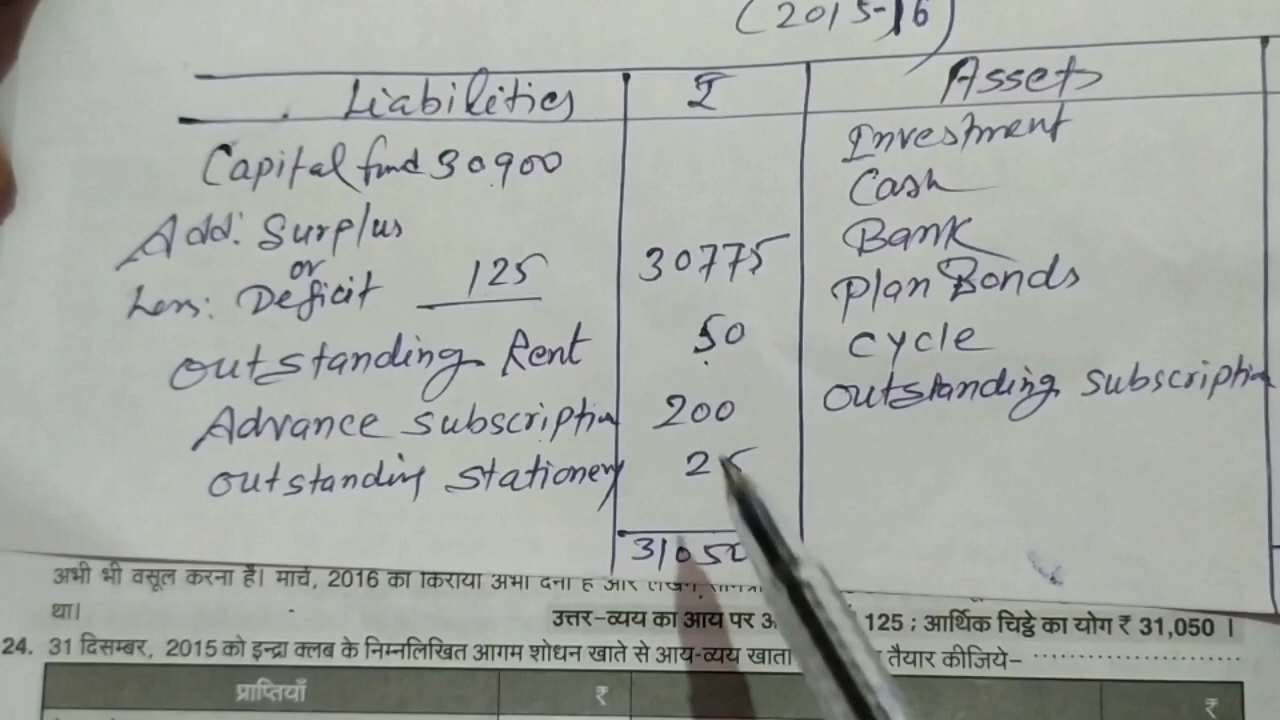 (2015-16)
Liabilities ₹ Assets
Capital fund 30900 Investment
Cash
Add: Surplus Bank
or
Less: Deficit 125 30775 Plan Bonds
Outstanding Rent 50 Cycle
Advance subscription 200 Outstanding subscription
Outstanding Stationery 25
3105
अभी भी वसूल करना है। मार्च, 2016 का किराया अभी देना है और
था।
उत्तर-व्यय का आय पर 125 ; आर्थिक चिट्ठे का योग ₹ 31,050 ।
24. 31 दिसम्बर, 2015 को इन्द्रा क्लब के निम्नलिखित आगम शोधन खाते से आय-व्यय खाता तैयार कीजिये–
प्राप्तियाँ ₹ ₹